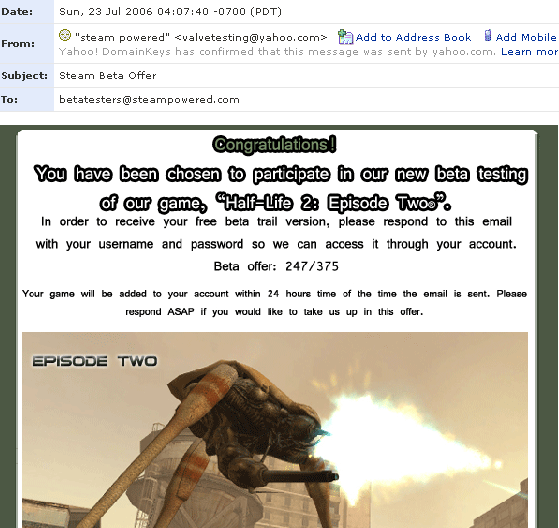 Date: Sun, 23 Jul 2006 04:07:40 -0700 (PDT)
From: "steam powered" <valvetesting@yahoo.com> Add to Address Book Add Mobile
Yahoo! DomainKeys has confirmed that this message was sent by yahoo.com. Learn mor
Subject: Steam Beta Offer
To: betatesters@steampowered.com
Congratulations!
You have been chosen to participate in our new beta testing
of our game, “Half-Life 2: Episode Two®”.
In order to receive your free beta trail version, please respond to this email
with your username and password so we can access it through your account.
Beta offer: 247/375
Your game will be added to your account within 24 hours time of the time the email is sent. Please
respond ASAP if you would like to take us up in this offer.
EPISODE TWO